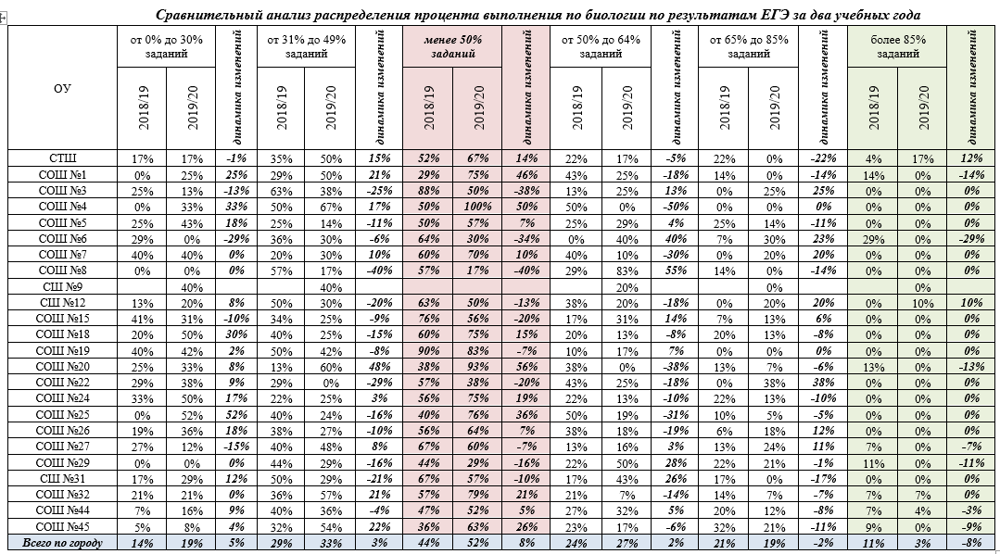 Сравнительный анализ распределения процента выполнения по биологии по результатам ЕГЭ за два учебных года
ОУ от 0% до 30% заданий динамика изменений от 31% до 49% заданий динамика изменений менее 50% заданий динамика изменений от 50% до 64% заданий динамика изменений от 65% до 85% заданий динамика изменений более 85% заданий динамика изменений
2018/19 2019/20 2018/19 2019/20 2018/19 2019/20 2018/19 2019/20 2018/19 2019/20 2018/19 2019/20
СТШ 17% 17% -1% 35% 50% 15% 52% 67% 14% 22% 17% -5% 22% 0% -22% 4% 17% 12%
СОШ №1 0% 25% 25% 29% 50% 21% 29% 75% 46% 43% 25% -18% 14% 0% -14% 14% 0% -14%
СОШ №3 25% 13% -13% 63% 38% -25% 88% 50% -38% 13% 25% 13% 0% 25% 25% 0% 0% 0%
СОШ №4 0% 33% 33% 50% 67% 17% 50% 100% 50% 50% 0% -50% 0% 0% 0% 0% 0% 0%
СОШ №5 25% 43% 18% 25% 14% -11% 50% 57% 7% 25% 29% 4% 25% 14% -11% 0% 0% 0%
СОШ №6 29% 0% -29% 36% 30% -6% 64% 30% -34% 0% 40% 40% 7% 30% 23% 29% 0% -29%
СОШ №7 40% 40% 0% 20% 30% 10% 60% 70% 10% 40% 10% -30% 0% 20% 20% 0% 0% 0%
СОШ №8 0% 0% 0% 57% 17% -40% 57% 17% -40% 29% 83% 55% 14% 0% -14% 0% 0% 0%
СШ №9 40% 40% 20% 0% 0%
СШ №12 13% 20% 8% 50% 30% -20% 63% 50% -13% 38% 20% -18% 0% 20% 20% 0% 10% 10%
СОШ №15 41% 31% -10% 34% 25% -9% 76% 56% -20% 17% 31% 14% 7% 13% 6% 0% 0% 0%
СОШ №18 20% 50% 30% 40% 25% -15% 60% 75% 15% 20% 13% -8% 20% 13% -8% 0% 0% 0%
СОШ №19 40% 42% 2% 50% 42% -8% 90% 83% -7% 10% 17% 7% 0% 0% 0% 0% 0% 0%
СОШ №20 25% 33% 8% 13% 60% 48% 38% 93% 56% 38% 0% -38% 13% 7% -6% 13% 0% -13%
СОШ №22 29% 38% 9% 29% 0% -29% 57% 38% -20% 43% 25% -18% 0% 38% 38% 0% 0% 0%
СОШ №24 33% 50% 17% 22% 25% 3% 56% 75% 19% 22% 13% -10% 22% 13% -10% 0% 0% 0%
СОШ №25 0% 52% 52% 40% 24% -16% 40% 76% 36% 50% 19% -31% 10% 5% -5% 0% 0% 0%
СОШ №26 19% 36% 18% 38% 27% -10% 56% 64% 7% 38% 18% -19% 6% 18% 12% 0% 0% 0%
СОШ №27 27% 12% -15% 40% 48% 8% 67% 60% -7% 13% 16% 3% 13% 24% 11% 7% 0% -7%
СОШ №29 0% 0% 0% 44% 29% -16% 44% 29% -16% 22% 50% 28% 22% 21% -1% 11% 0% -11%
СШ №31 17% 29% 12% 50% 29% -21% 67% 57% -10% 17% 43% 26% 17% 0% -17% 0% 0% 0%
СОШ №32 21% 21% 0% 36% 57% 21% 57% 79% 21% 21% 7% -14% 14% 7% -7% 7% 7% 0%
СОШ №44 7% 16% 9% 40% 36% -4% 47% 52% 5% 27% 32% 5% 20% 12% -8% 7% 4% -3%
СОШ №45 5% 8% 4% 32% 54% 22% 36% 63% 26% 23% 17% -6% 32% 21% -11% 9% 0% -9%
Всего по городу 14% 19% 5% 29% 33% 3% 44% 52% 8% 24% 27% 2% 21% 19% -2% 11% 3% -8%